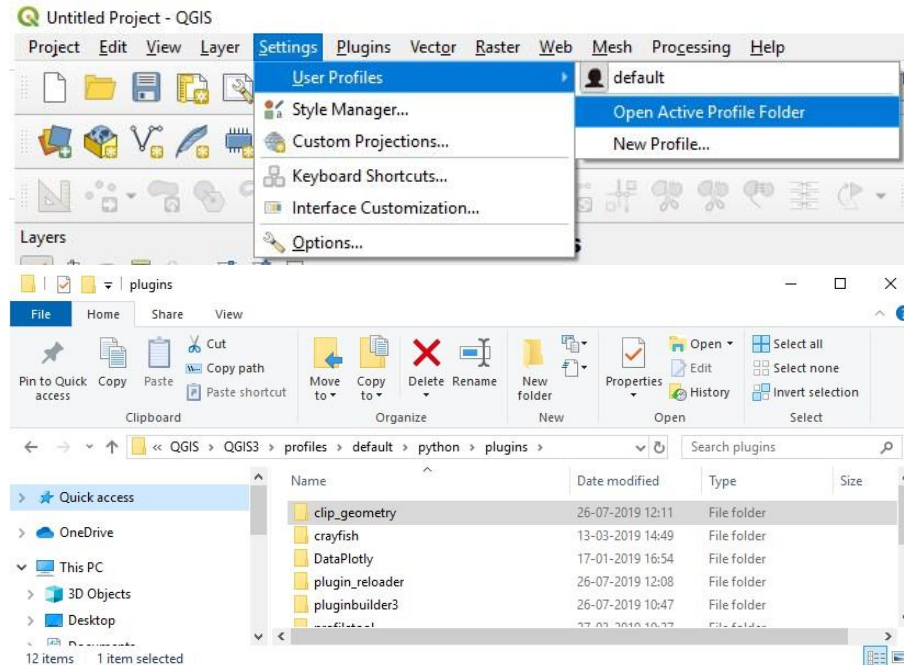 Untitled Project - QGIS
Project Edit View Layer Settings Plugins Vector Raster Web Mesh Processing Help
User Profiles
default
Style Manager...
Open Active Profile Folder
Custom Projections...
New Profile...
Keyboard Shortcuts...
Interface Customization...
Layers
Options...
plugins
File Home Share View
Pin to Quick access
Copy
Paste
Cut
Copy path
Paste shortcut
Move to
Copy to
Delete
Rename
New folder
Properties
Open
Edit
History
Select all
Select none
Invert selection
Clipboard Organize New Open Select
« QGIS › QGIS3 › profiles › default › python › plugins ›
Search plugins
Name Date modified Type Size
Quick access
OneDrive
This PC
3D Objects
Desktop
clip_geometry 26-07-2019 12:11 File folder
crayfish 13-03-2019 14:49 File folder
DataPlotly 17-01-2019 16:54 File folder
plugin_reloader 26-07-2019 12:08 File folder
pluginbuilder3 26-07-2019 10:47 File folder
12 items 1 item selected